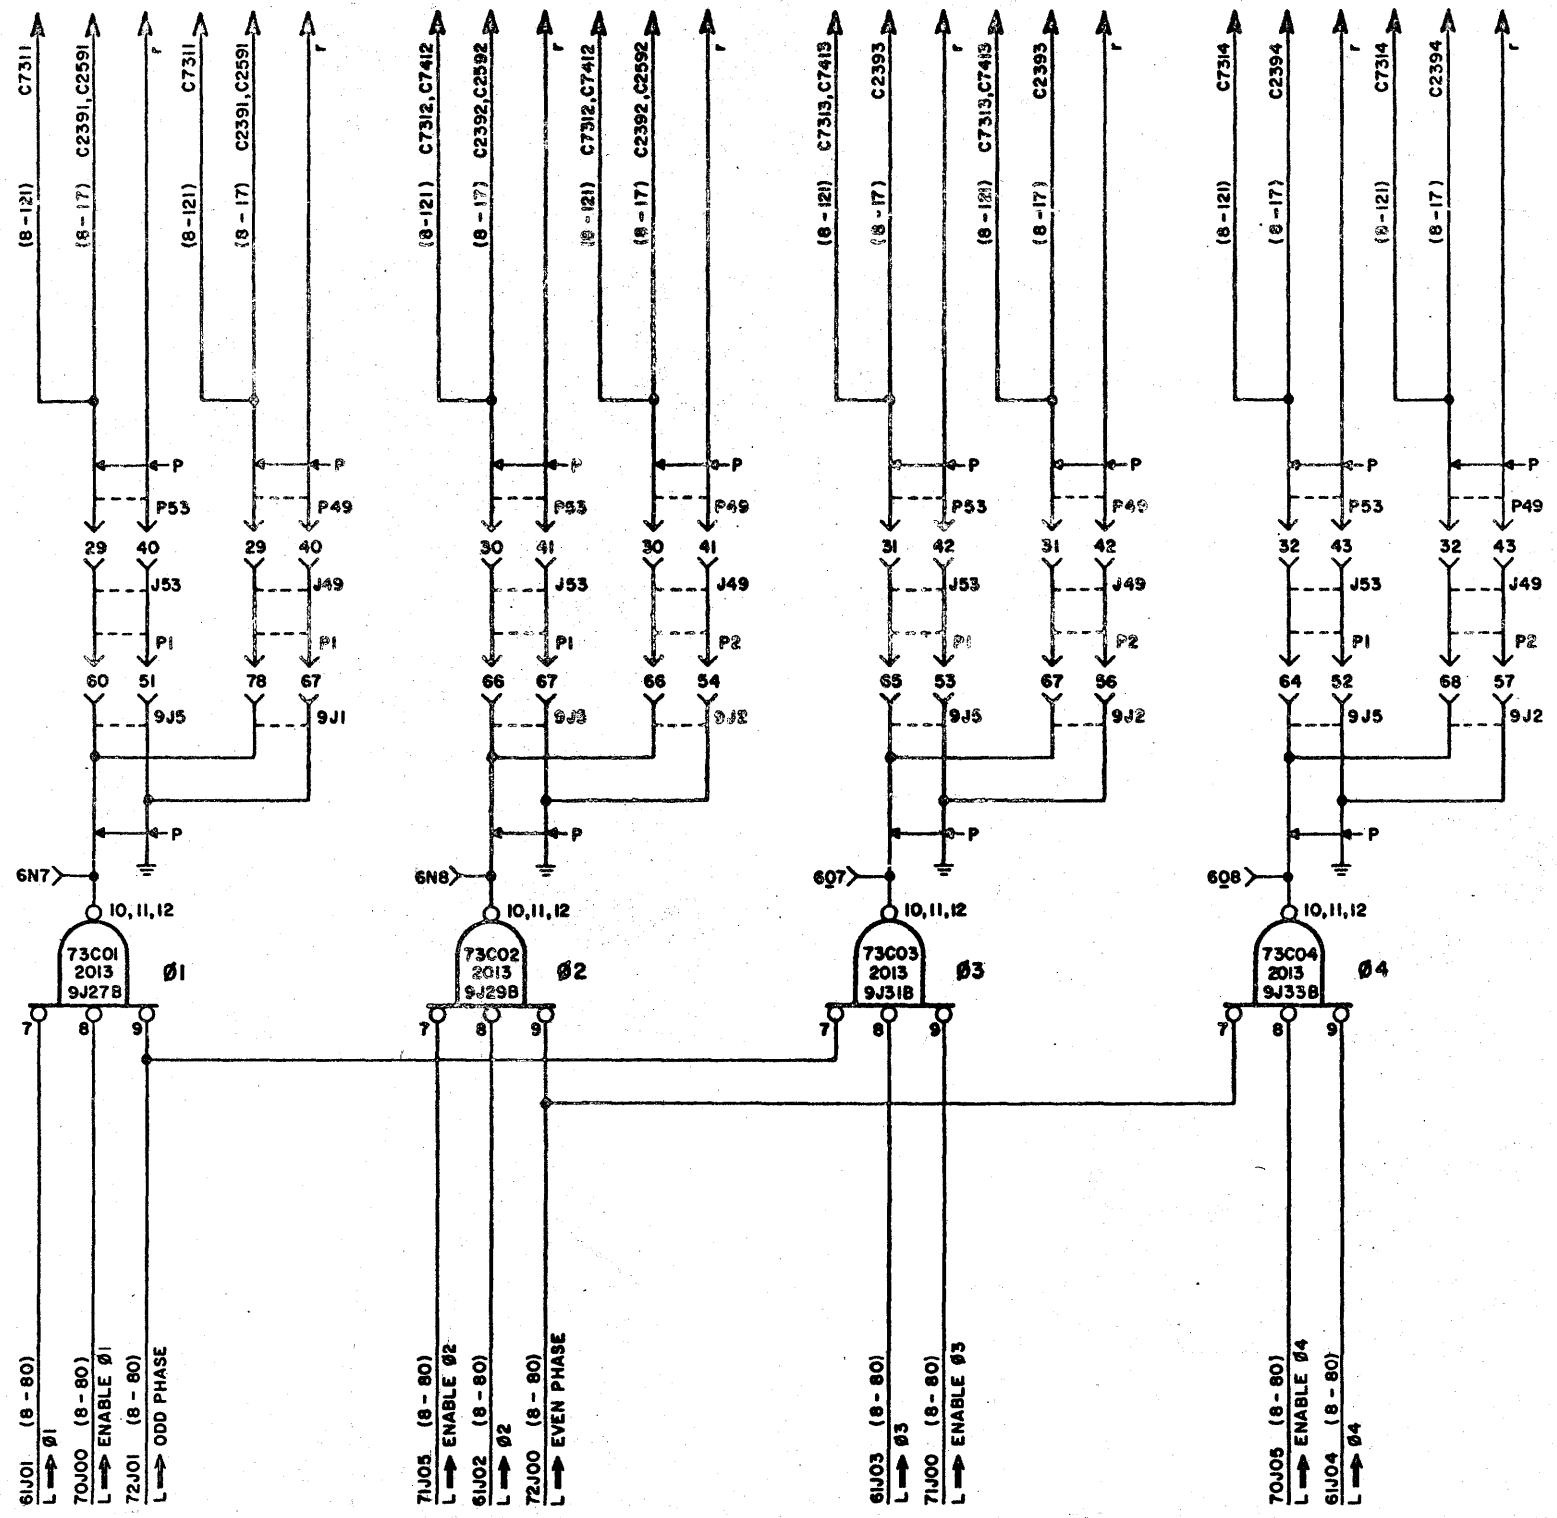 C7311
(8-121)
C2391,C2591
(8-17)
r
C7311
(8-121)
C2391,C2591
(8-17)
r
C7312,C7412
(8-121)
C2392,C2592
(8-17)
r
C7312,C7412
(8-121)
C2392,C2592
(8-17)
r
C7313,C7413
(8-121)
C2393
(8-17)
r
C7313,C7413
(8-121)
C2393
(8-17)
r
C7314
(8-121)
C2394
(8-17)
r
C7314
(8-121)
C2394
(8-17)
r
P P P P P P P P
P53 P49 P53 P49 P53 P49 P53 P49
29 40 29 40 30 41 30 41 31 42 31 42 32 43 32 43
J53 J49 J53 J49 J53 J49 J53 J49
P1 P1 P1 P2 P1 P2 P1 P2
60 51 78 67 66 67 66 54 65 53 67 56 64 52 68 57
9J5 9J1 9J2 9J5 9J2 9J5 9J2
P P P P
6N7 6N8 6O7 6O8
10,11,12 10,11,12 10,11,12 10,11,12
73C01 73C02 73C03 73C04
2013 Ø1 2013 Ø2 2013 Ø3 2013 Ø4
9J27B 9J29B 9J31B 9J33B
7 8 9 7 8 9 7 8 9 7 8 9
61J01 (8-80)
L → Ø1
70J00 (8-80)
L → ENABLE Ø1
72J01 (8-80)
L → ODD PHASE
71J05 (8-80)
L → ENABLE Ø2
61J02 (8-80)
L → Ø2
72J00 (8-80)
L → EVEN PHASE
61J03 (8-80)
L → Ø3
71J00 (8-80)
L → ENABLE Ø3
70J05 (8-80)
L → ENABLE Ø4
61J04 (8-80)
L → Ø4